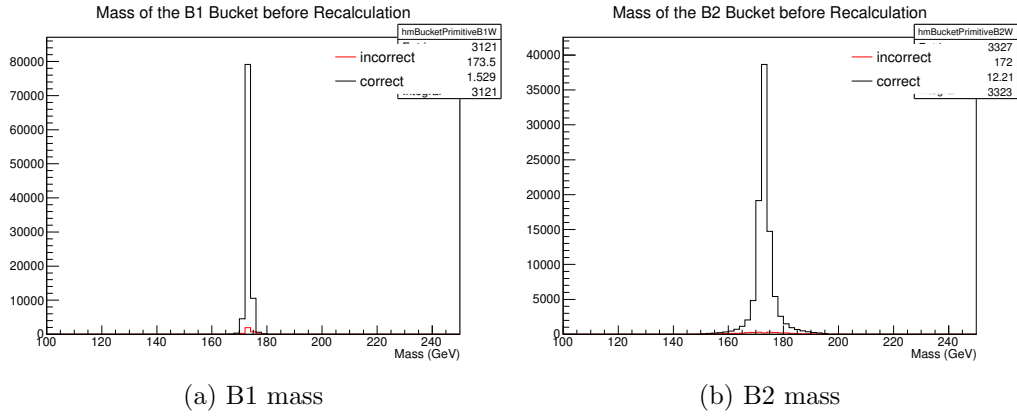 Mass of the B1 Bucket before Recalculation
hmBucketPrimitiveB1W
3121
incorrect
173.5
correct
1.529
3121
80000
70000
60000
50000
40000
30000
20000
10000
0
100 120 140 160 180 200 220 240
Mass (GeV)
(a) B1 mass
Mass of the B2 Bucket before Recalculation
hmBucketPrimitiveB2W
3327
incorrect
172
correct
12.21
3323
40000
35000
30000
25000
20000
15000
10000
5000
0
100 120 140 160 180 200 220 240
Mass (GeV)
(b) B2 mass